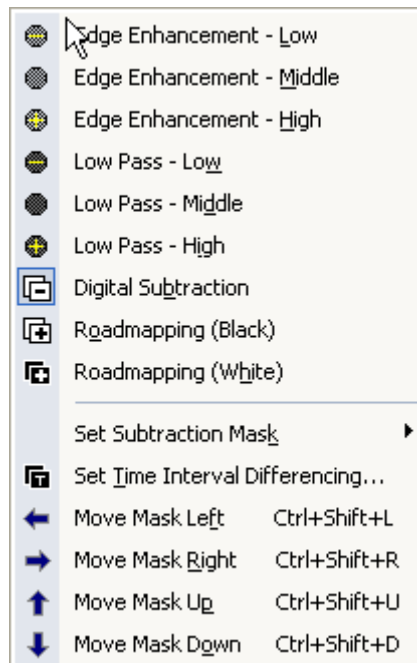 Edge Enhancement - Low
Edge Enhancement - Middle
Edge Enhancement - High
Low Pass - Low
Low Pass - Middle
Low Pass - High
Digital Subtraction
Roadmapping (Black)
Roadmapping (White)
Set Subtraction Mask
Set Time Interval Differencing...
Move Mask Left Ctrl+Shift+L
Move Mask Right Ctrl+Shift+R
Move Mask Up Ctrl+Shift+U
Move Mask Down Ctrl+Shift+D